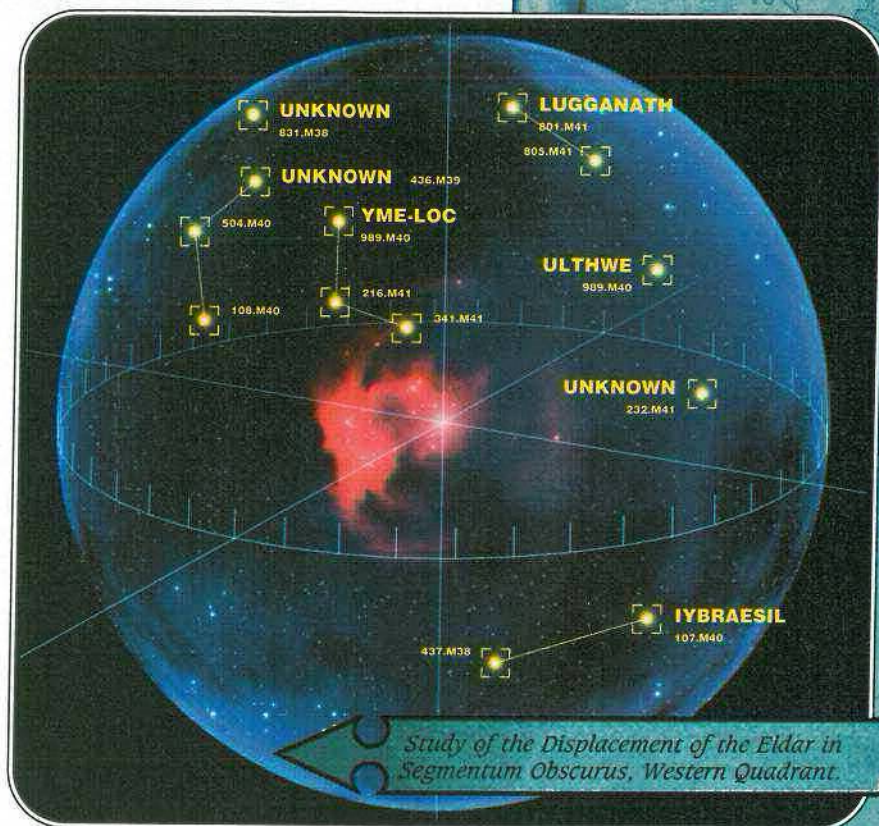 UNKNOWN
831.M38
LUGGANATH
801.M41
805.M41
UNKNOWN 436.M39
504.M40
YME-LOC
989.M40
ULTHWE
989.M40
216.M41
108.M40
341.M41
UNKNOWN
232.M41
IYBRAESIL
107.M40
437.M38
Study of the Displacement of the Eldar in
Segmentum Obscurus, Western Quadrant.